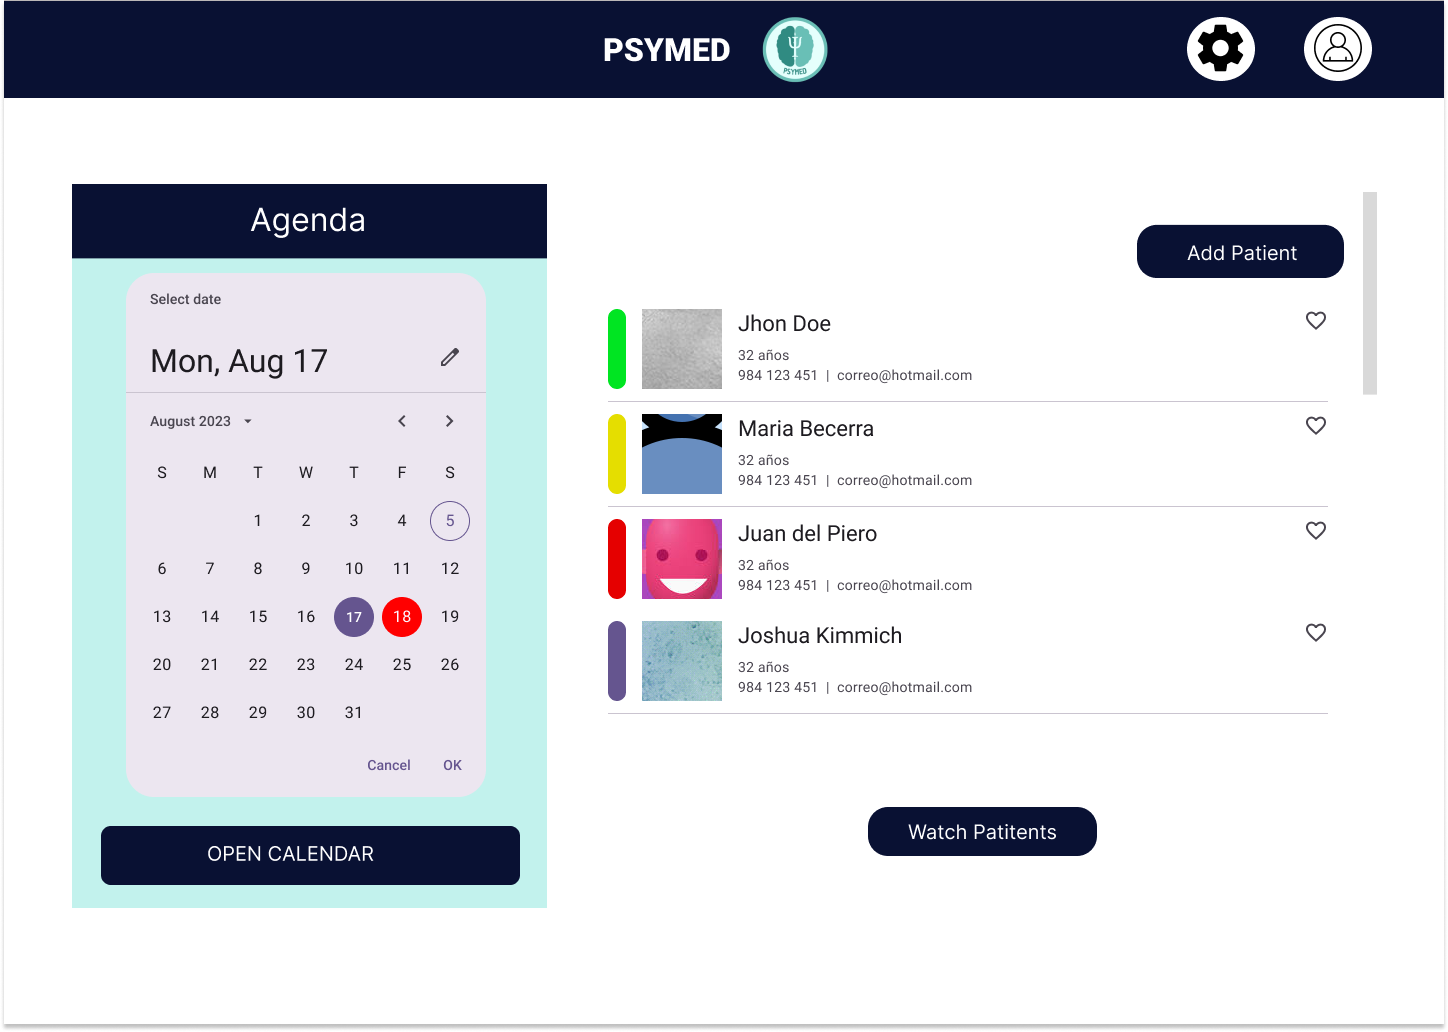 PSYMED
PSYMED
Agenda
Select date
Mon, Aug 17
August 2023
S M T W T F S
1 2 3 4 5
6 7 8 9 10 11 12
13 14 15 16 17 18 19
20 21 22 23 24 25 26
27 28 29 30 31
Cancel OK
OPEN CALENDAR
Add Patient
Jhon Doe
32 años
984 123 451 | correo@hotmail.com
Maria Becerra
32 años
984 123 451 | correo@hotmail.com
Juan del Piero
32 años
984 123 451 | correo@hotmail.com
Joshua Kimmich
32 años
984 123 451 | correo@hotmail.com
Watch Patitents